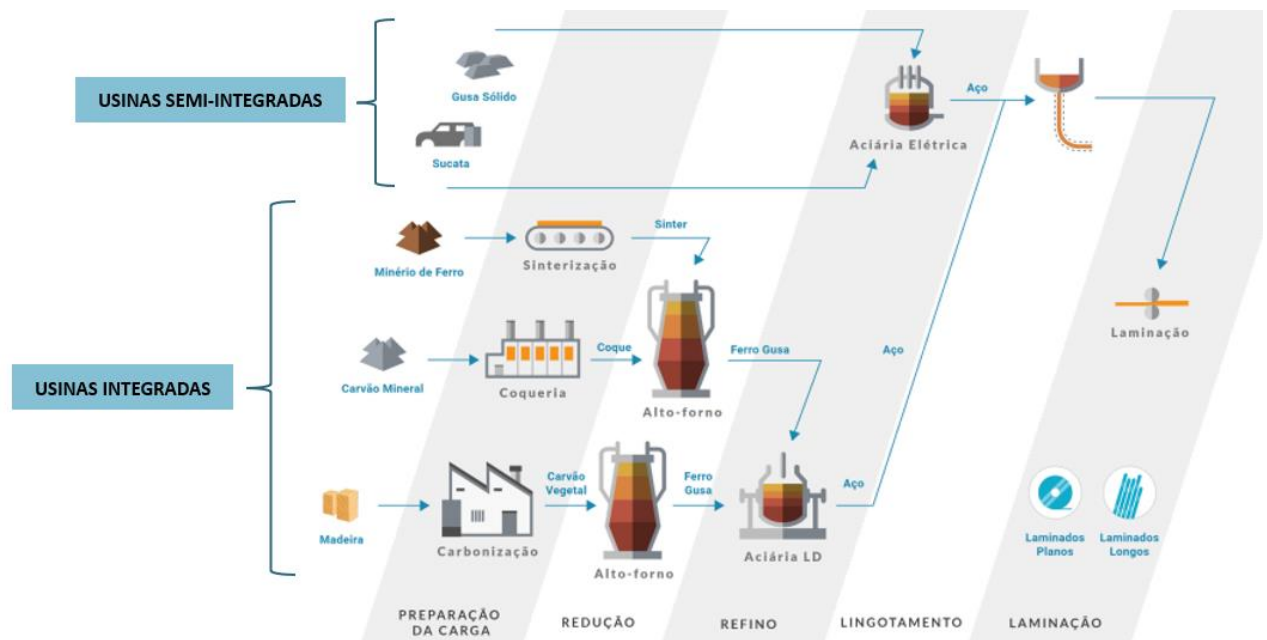 USINAS SEMI-INTEGRADAS
Gusa Sólido
Sucata
Aciária Elétrica
Aço
USINAS INTEGRADAS
Minério de Ferro
Sinterização
Sinter
Carvão Mineral
Coqueria
Coque
Alto-forno
Ferro Gusa
Aço
Laminação
Madeira
Carbonização
Carvão
Vegetal
Alto-forno
Ferro
Gusa
Aciária LD
Aço
Laminados
Planos
Laminados
Longos
PREPARAÇÃO
DA CARGA
REDUÇÃO
REFINO
LINGOTAMENTO
LAMINAÇÃO